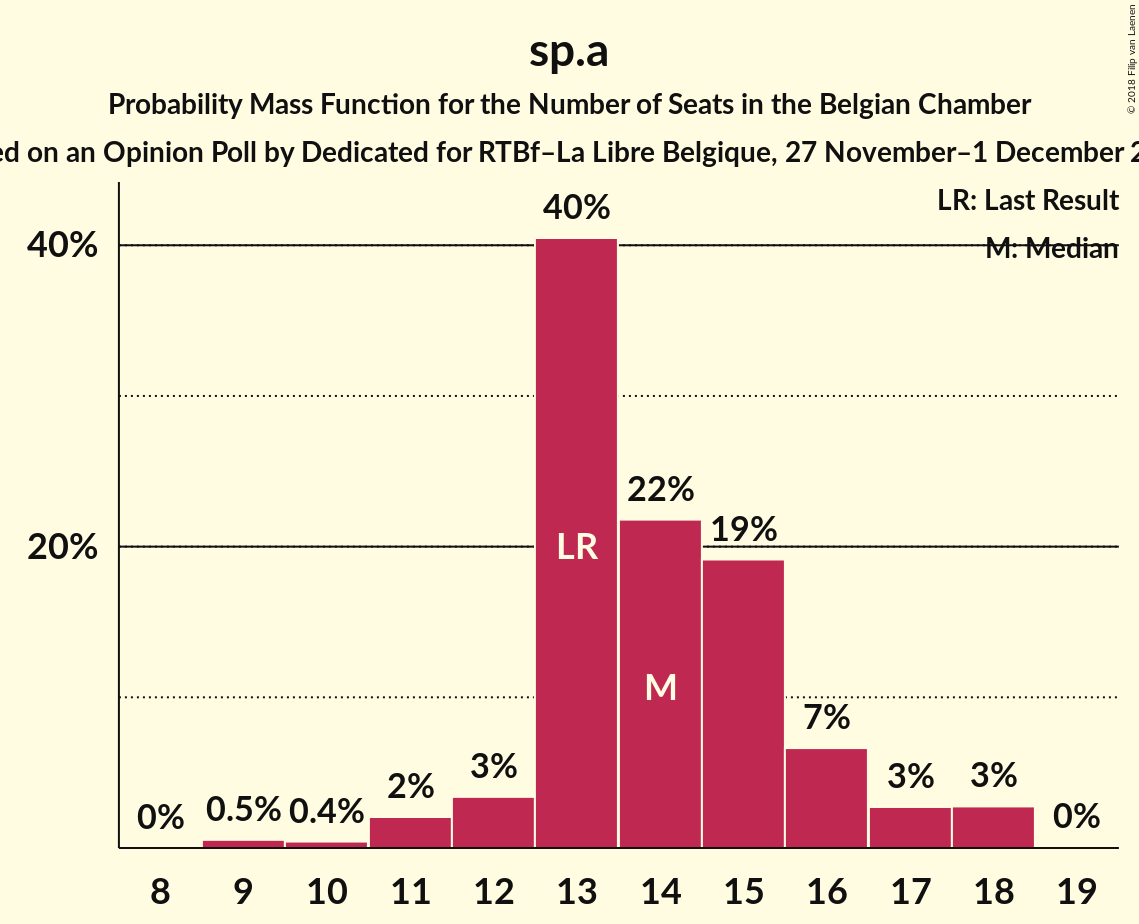 sp.a
Probability Mass Function for the Number of Seats in the Belgian Chamber
ed on an Opinion Poll by Dedicated for RTBf–La Libre Belgique, 27 November–1 December 2
© 2018 Filip van Laenen
LR: Last Result
M: Median
40%
20%
0%
0.5%
0.4%
2%
3%
40%
22%
19%
7%
3%
3%
0%
LR
M
8 9 10 11 12 13 14 15 16 17 18 19